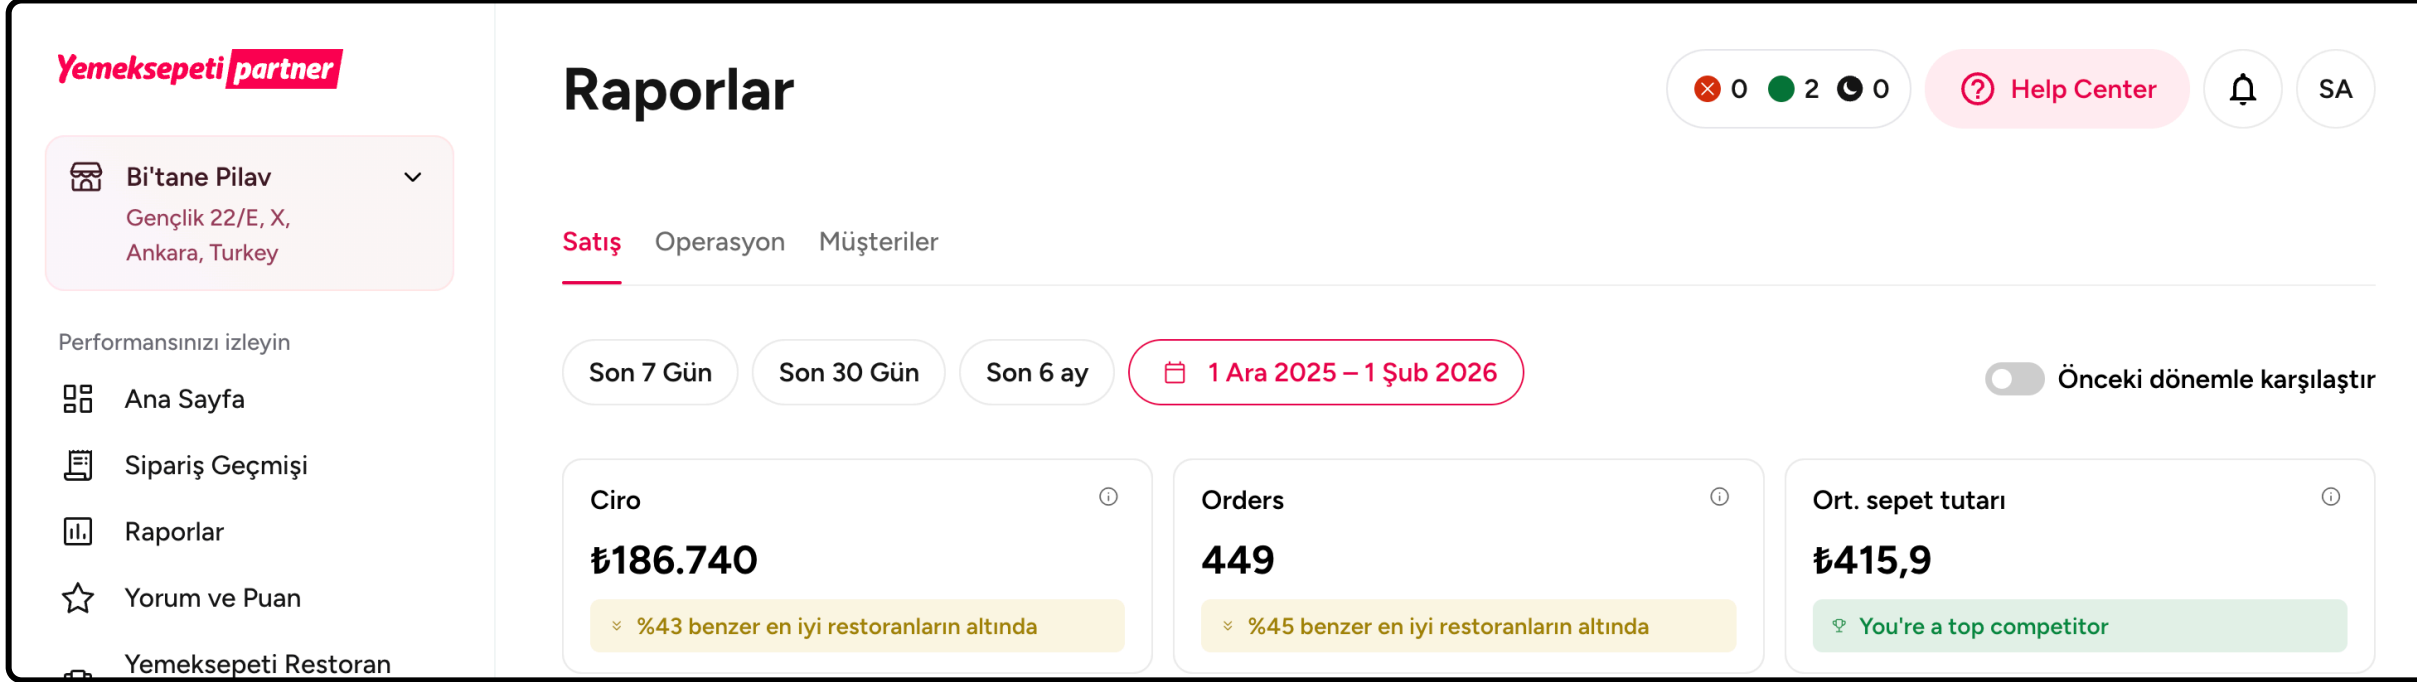 Yemeksepeti partner
Bi'tane Pilav
Gençlik 22/E, X,
Ankara, Turkey
Performansınızı izleyin
Ana Sayfa
Sipariş Geçmişi
Raporlar
Yorum ve Puan
Yemeksepeti Restoran
Raporlar
0 2 0
Help Center
SA
Satış Operasyon Müşteriler
Son 7 Gün Son 30 Gün Son 6 ay 1 Ara 2025 – 1 Şub 2026
Önceki dönemle karşılaştır
Ciro
₺186.740
%43 benzer en iyi restoranların altında
Orders
449
%45 benzer en iyi restoranların altında
Ort. sepet tutarı
₺415,9
You're a top competitor